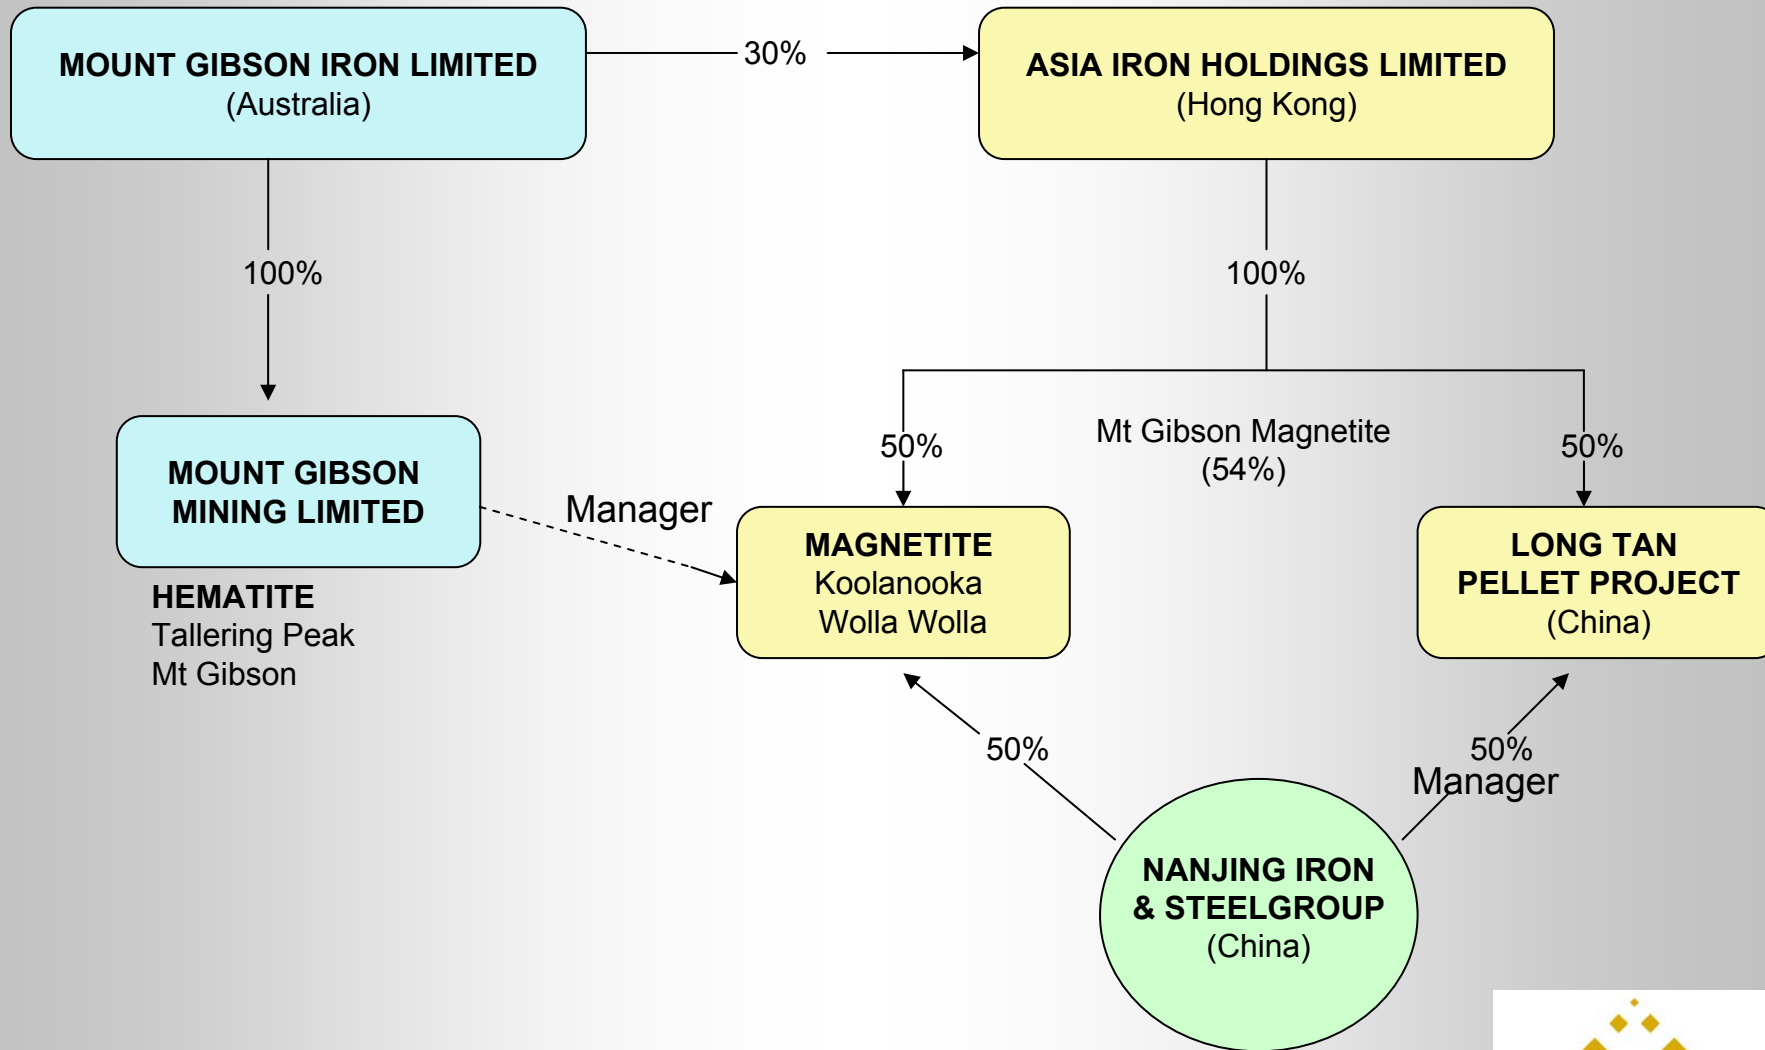 MOUNT GIBSON IRON LIMITED
(Australia)
30%
ASIA IRON HOLDINGS LIMITED
(Hong Kong)
100%
100%
MOUNT GIBSON
MINING LIMITED
HEMATITE
Tallering Peak
Mt Gibson
Manager
50%
Mt Gibson Magnetite
(54%)
50%
MAGNETITE
Koolanooka
Wolla Wolla
LONG TAN
PELLET PROJECT
(China)
50%
50%
Manager
NANJING IRON
& STEELGROUP
(China)